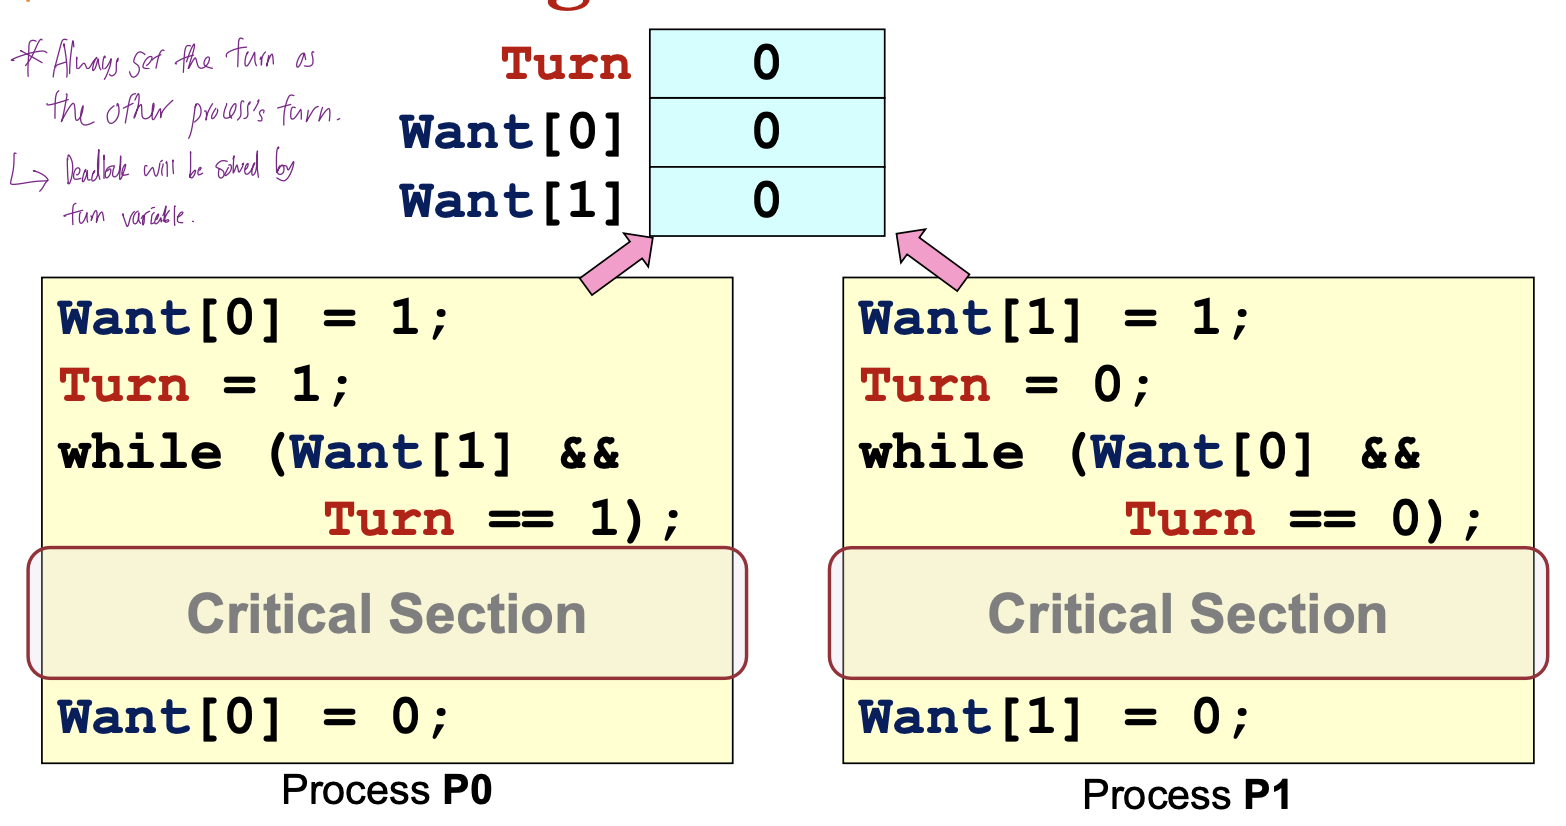 * Always set the turn as
the other process's turn.
↳ Deadlock will be solved by
turn variable.
Turn 0
Want[0] 0
Want[1] 0
Want[0] = 1;
Turn = 1;
while (Want[1] &&
Turn == 1);
Critical Section
Want[0] = 0;
Process P0
Want[1] = 1;
Turn = 0;
while (Want[0] &&
Turn == 0);
Critical Section
Want[1] = 0;
Process P1